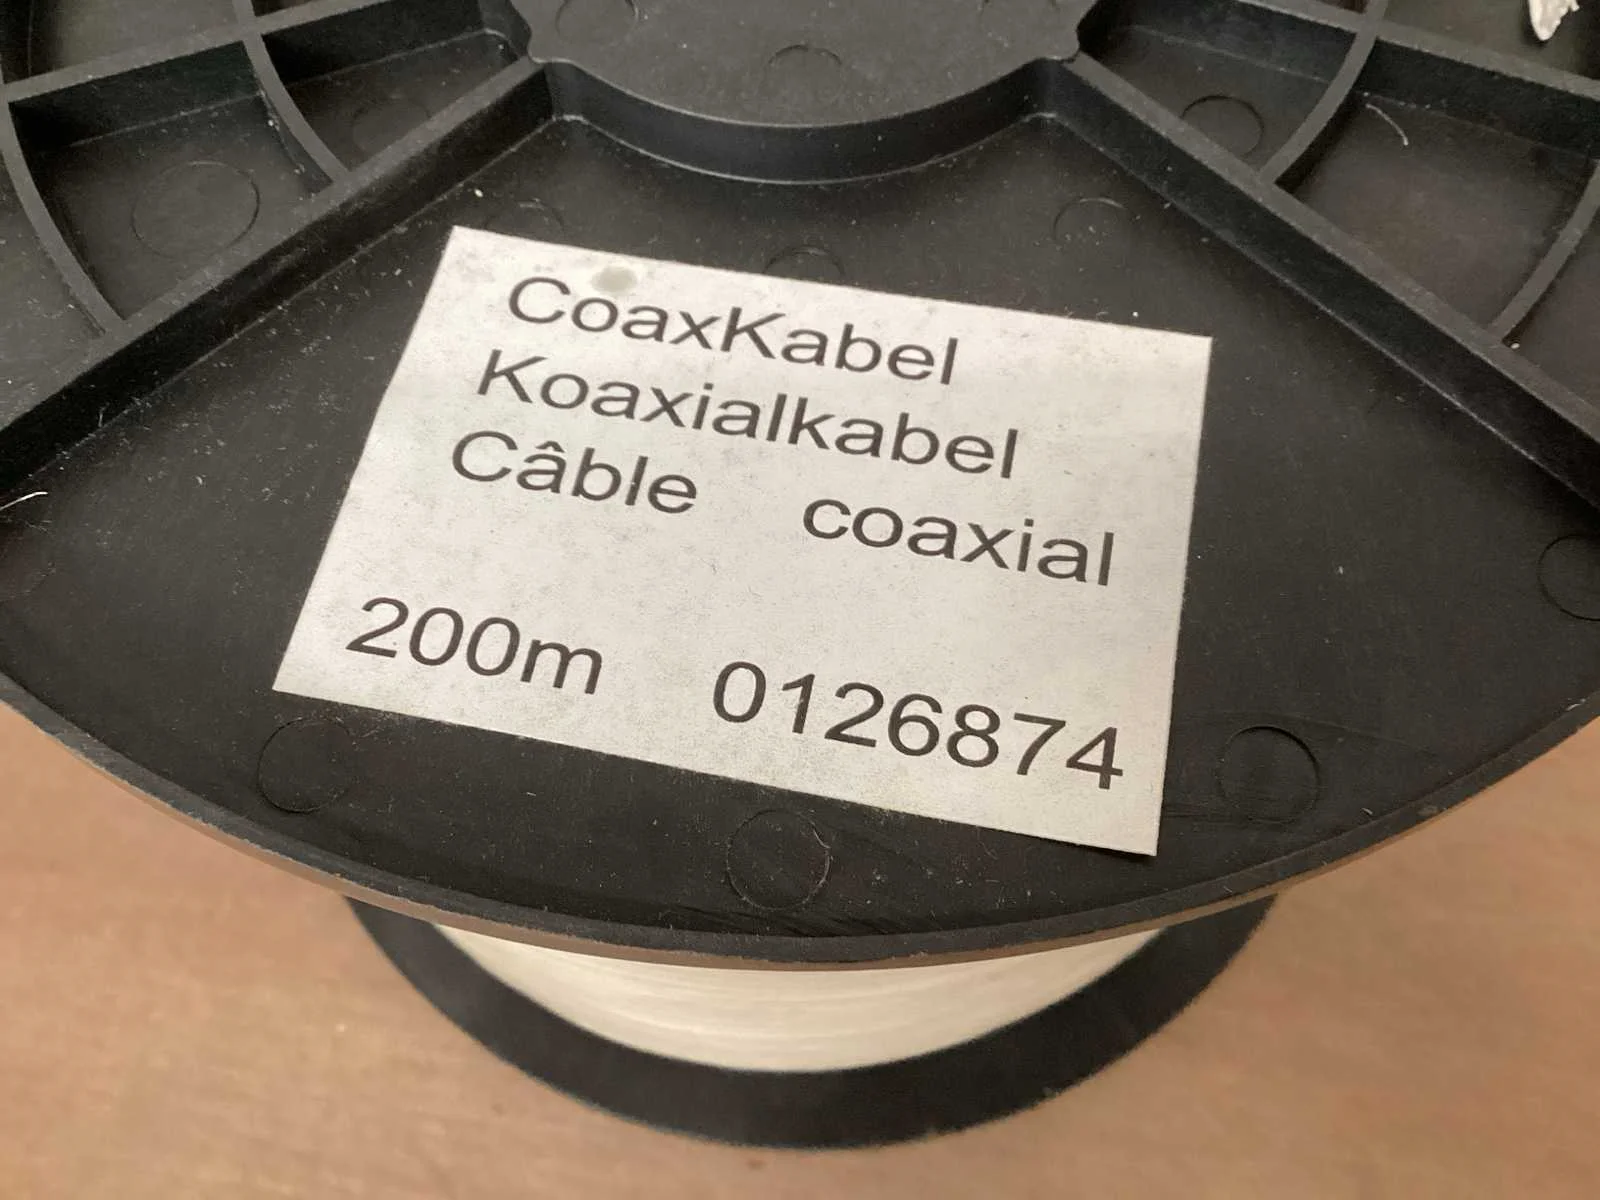 CoaxKabel
Koaxialkabel
Câble coaxial
200m 0126874